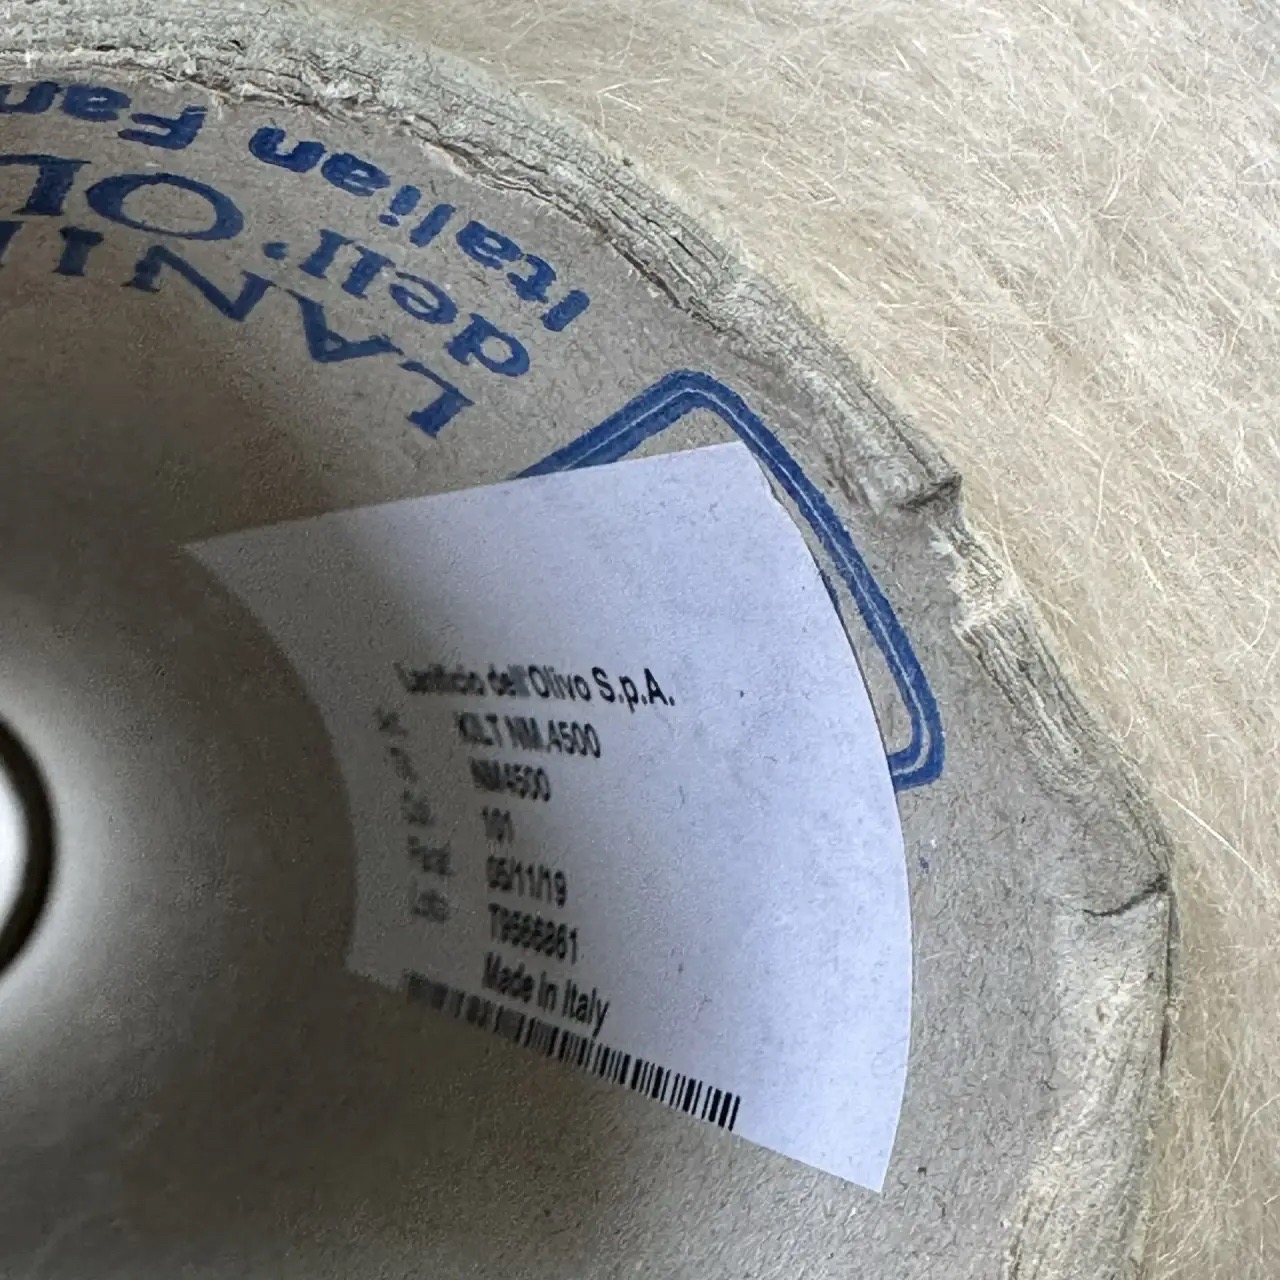 LANI
dell'OL
Italian Fan
Lanificio dell'Olivo S.p.A.
KILT NM.4500
NM4500
Col. 101
05/11/19
T9566861
Made in Italy